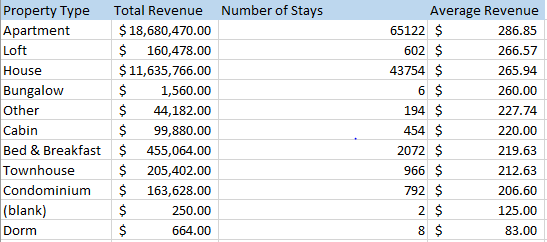 Property Type Total Revenue Number of Stays Average Revenue
Apartment $ 18,680,470.00 65122 $ 286.85
Loft $ 160,478.00 602 $ 266.57
House $ 11,635,766.00 43754 $ 265.94
Bungalow $ 1,560.00 6 $ 260.00
Other $ 44,182.00 194 $ 227.74
Cabin $ 99,880.00 454 $ 220.00
Bed & Breakfast $ 455,064.00 2072 $ 219.63
Townhouse $ 205,402.00 966 $ 212.63
Condominium $ 163,628.00 792 $ 206.60
(blank) $ 250.00 2 $ 125.00
Dorm $ 664.00 8 $ 83.00